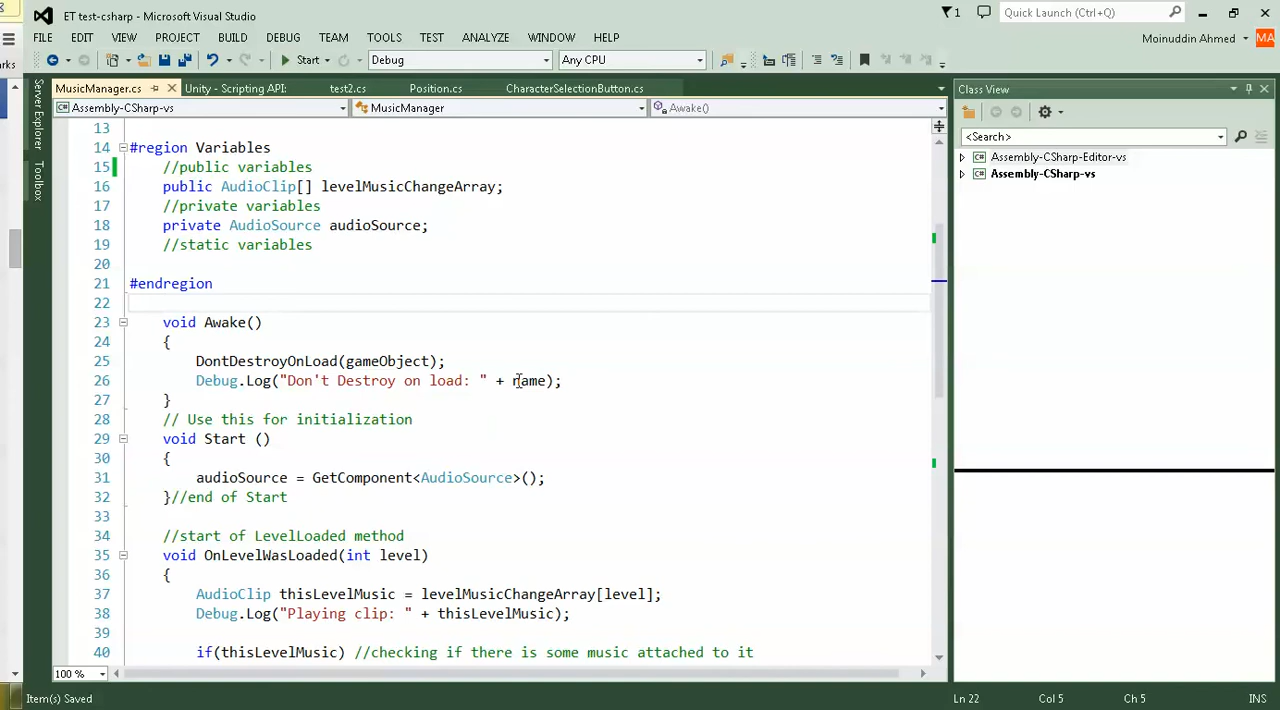 ET test-csharp - Microsoft Visual Studio
1
Quick Launch (Ctrl+Q)
FILE EDIT VIEW PROJECT BUILD DEBUG TEAM TOOLS TEST ANALYZE WINDOW HELP
Moinuddin Ahmed MA
rks
Start Debug Any CPU
MusicManager.cs Unity - Scripting API: test2.cs Position.cs CharacterSelectionButton.cs
Class View
Assembly-CSharp-vs MusicManager Awake()
<Search>
Assembly-CSharp-Editor-vs
Assembly-CSharp-vs
Server Explorer
Toolbox
13
14 #region Variables
15 //public variables
16 public AudioClip[] levelMusicChangeArray;
17 //private variables
18 private AudioSource audioSource;
19 //static variables
20
21 #endregion
22
23 void Awake()
24 {
25 DontDestroyOnLoad(gameObject);
26 Debug.Log("Don't Destroy on load: " + name);
27 }
28 // Use this for initialization
29 void Start ()
30 {
31 audioSource = GetComponent<AudioSource>();
32 }//end of Start
33
34 //start of LevelLoaded method
35 void OnLevelWasLoaded(int level)
36 {
37 AudioClip thisLevelMusic = levelMusicChangeArray[level];
38 Debug.Log("Playing clip: " + thisLevelMusic);
39
40 if(thisLevelMusic) //checking if there is some music attached to it
100 %
Item(s) Saved Ln 22 Col 5 Ch 5 INS